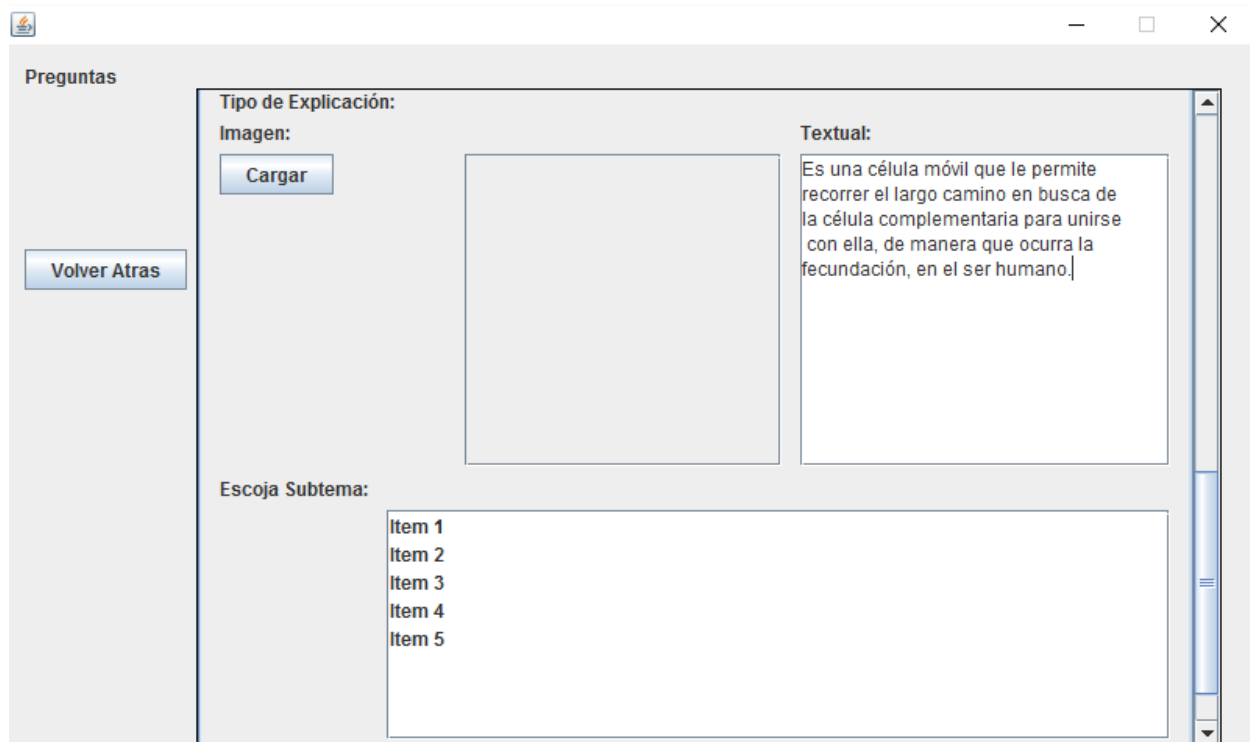 Preguntas
Tipo de Explicación:
Imagen:
Textual:
Cargar
Es una célula móvil que le permite
recorrer el largo camino en busca de
la célula complementaria para unirse
con ella, de manera que ocurra la
fecundación, en el ser humano.
Volver Atras
Escoja Subtema:
Item 1
Item 2
Item 3
Item 4
Item 5